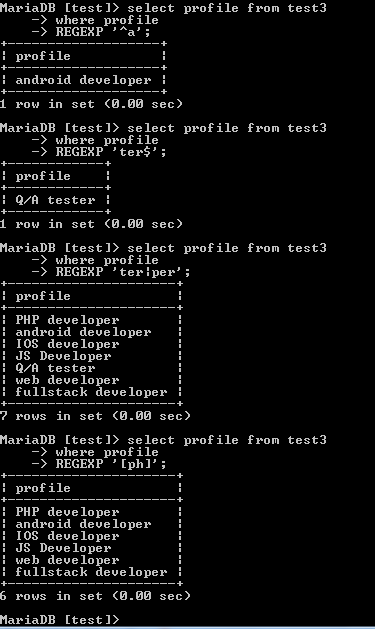 MariaDB [test]> select profile from test3
    -> where profile
    -> REGEXP '^a';
+-------------------+
¦ profile           ¦
+-------------------+
¦ android developer ¦
+-------------------+
1 row in set (0.00 sec)
MariaDB [test]> select profile from test3
    -> where profile
    -> REGEXP 'ter$';
+------------+
¦ profile    ¦
+------------+
¦ Q/A tester ¦
+------------+
1 row in set (0.00 sec)
MariaDB [test]> select profile from test3
    -> where profile
    -> REGEXP 'ter¦per';
+---------------------+
¦ profile             ¦
+---------------------+
¦ PHP developer       ¦
¦ android developer   ¦
¦ IOS developer       ¦
¦ JS Developer        ¦
¦ Q/A tester          ¦
¦ web developer       ¦
¦ fullstack developer ¦
+---------------------+
7 rows in set (0.00 sec)
MariaDB [test]> select profile from test3
    -> where profile
    -> REGEXP '[ph]';
+---------------------+
¦ profile             ¦
+---------------------+
¦ PHP developer       ¦
¦ android developer   ¦
¦ IOS developer       ¦
¦ JS Developer        ¦
¦ web developer       ¦
¦ fullstack developer ¦
+---------------------+
6 rows in set (0.00 sec)
MariaDB [test]>